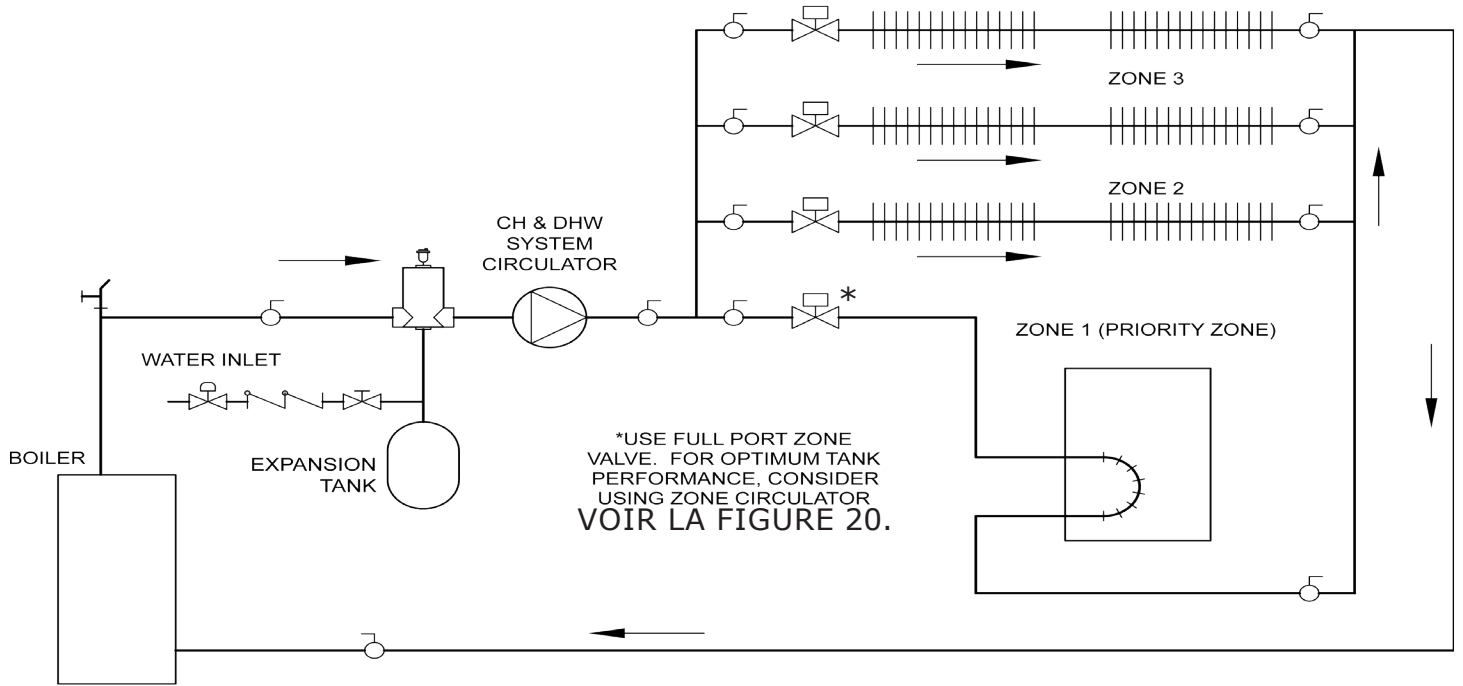 ZONE 3
ZONE 2
CH & DHW
SYSTEM
CIRCULATOR
*
ZONE 1 (PRIORITY ZONE)
WATER INLET
BOILER
EXPANSION
TANK
*USE FULL PORT ZONE
VALVE. FOR OPTIMUM TANK
PERFORMANCE, CONSIDER
USING ZONE CIRCULATOR
VOIR LA FIGURE 20.